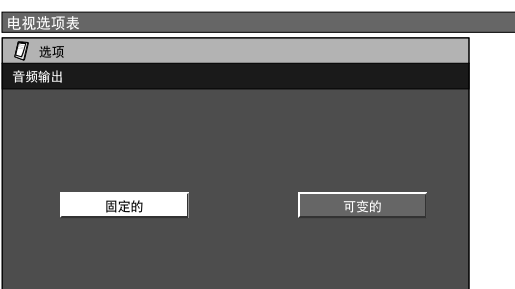 电视选项表
选项
音频输出
固定的
可变的